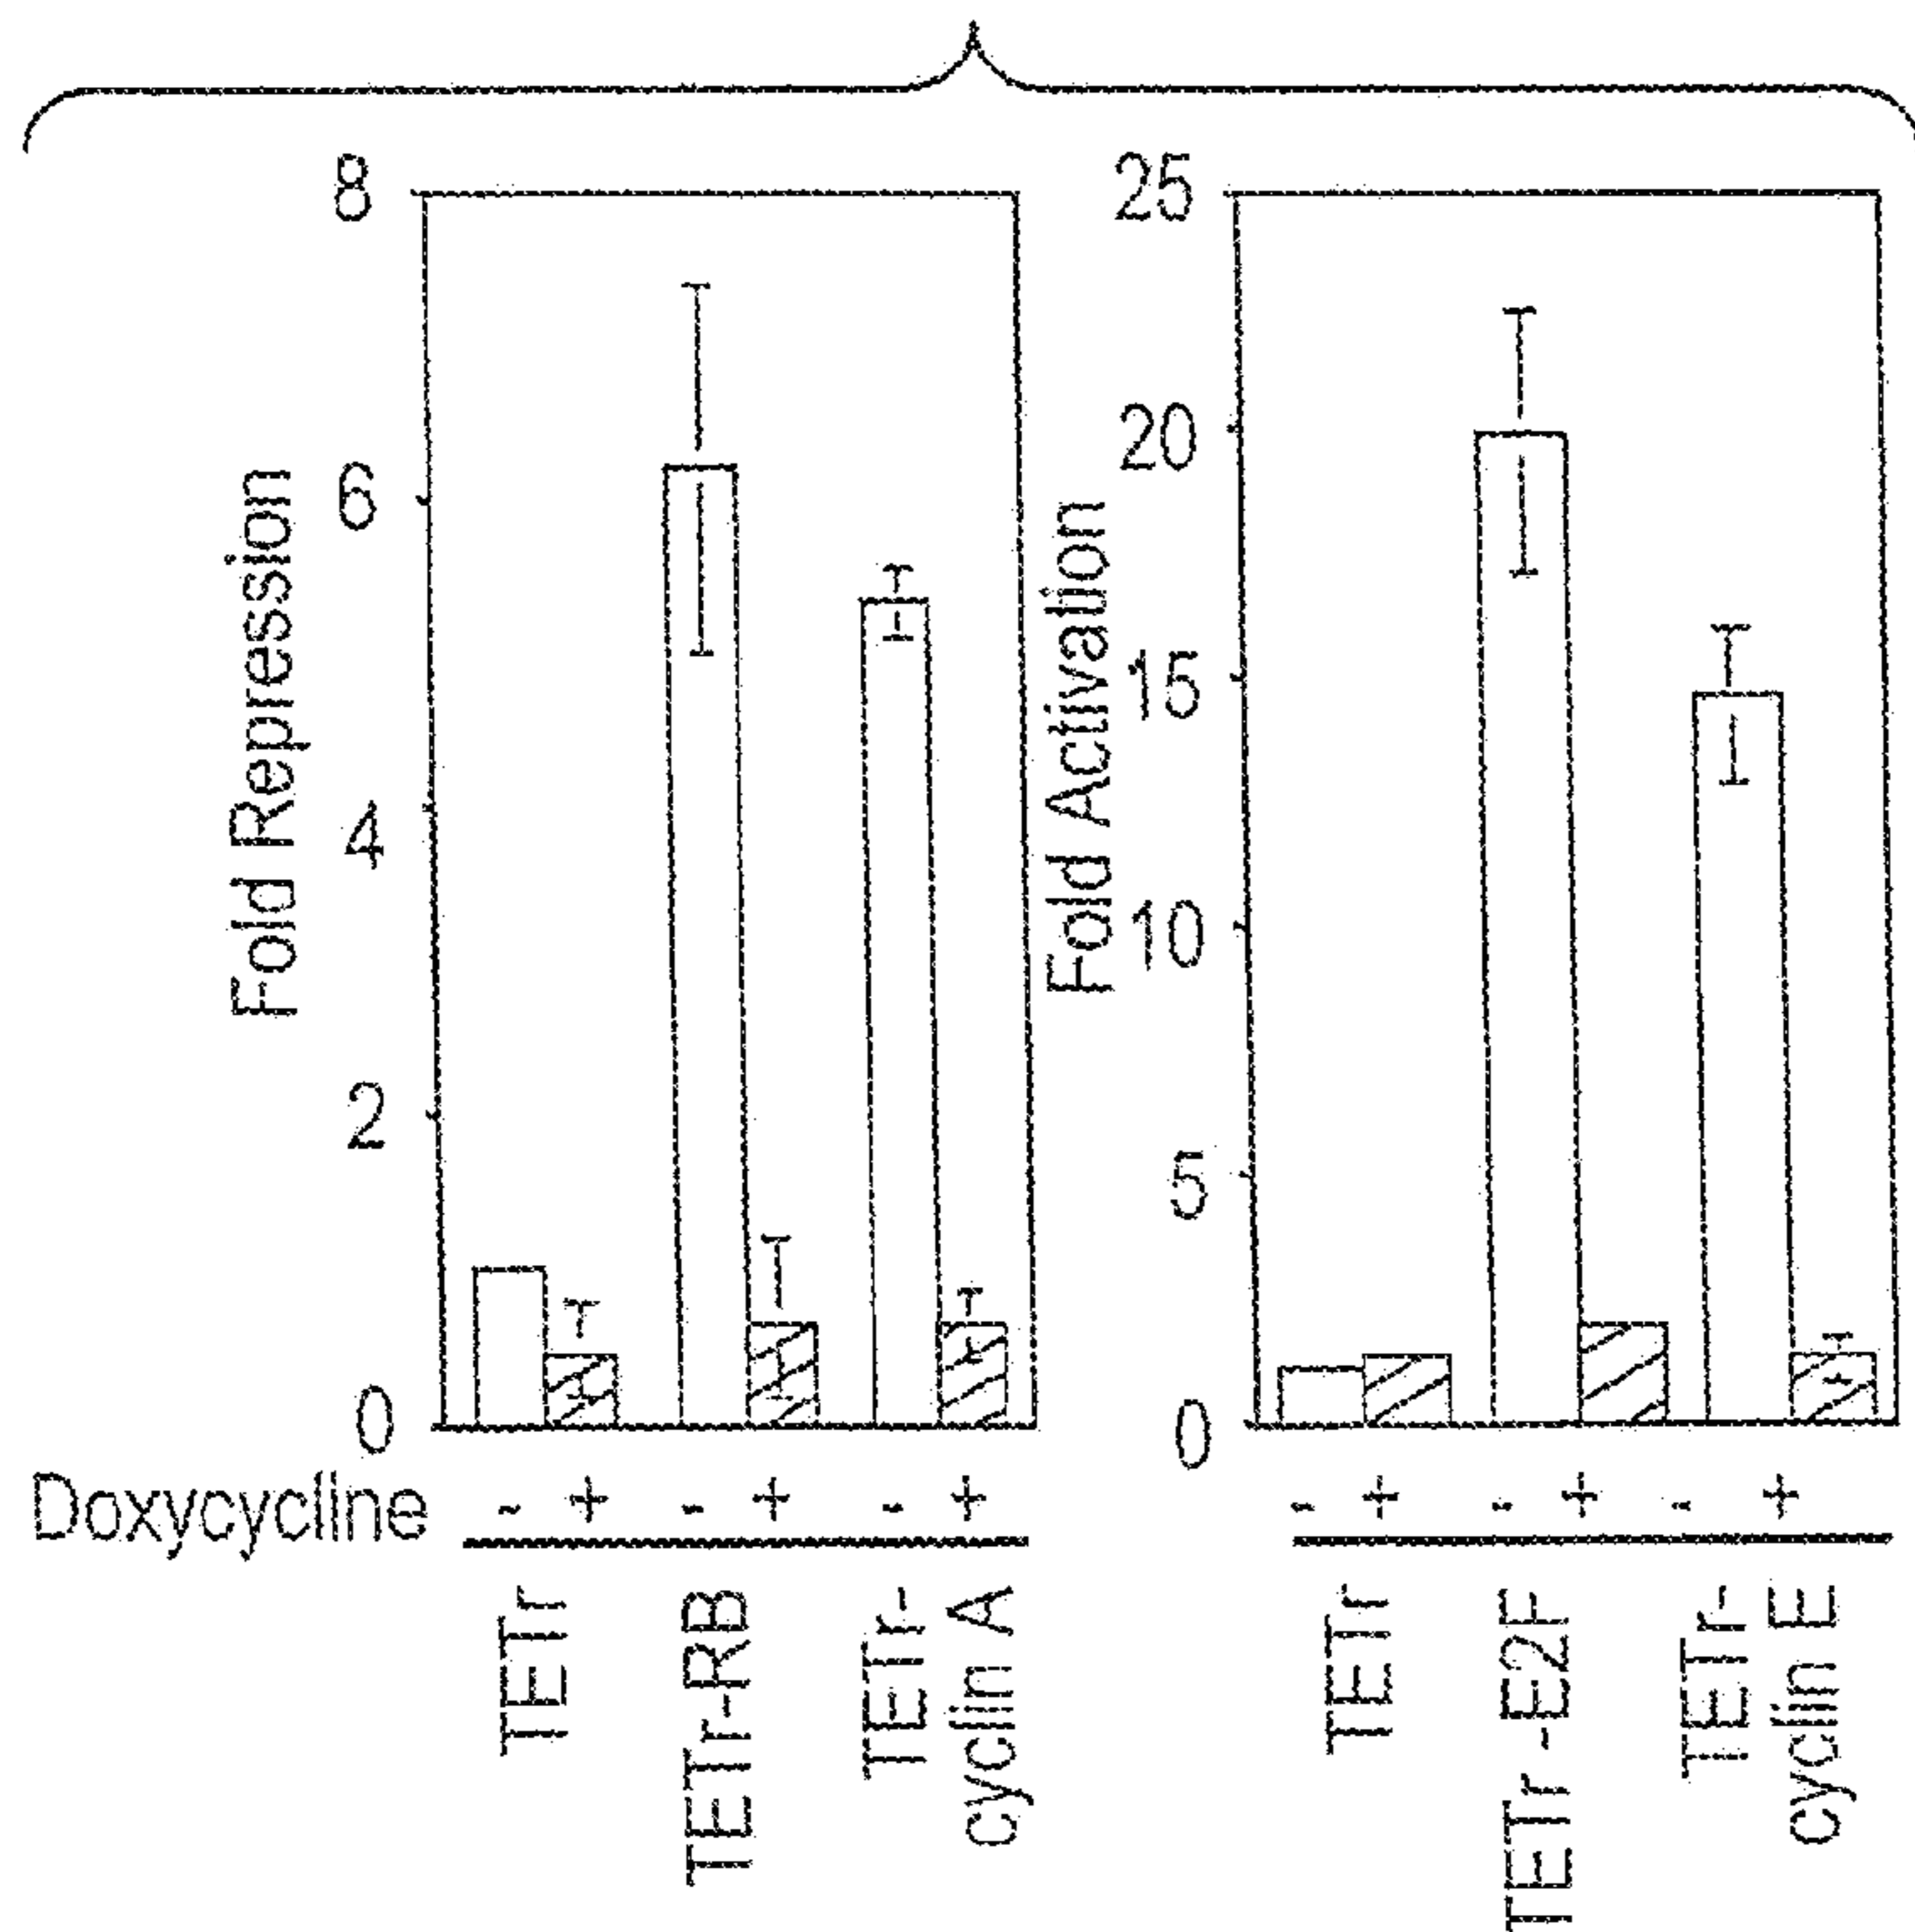 Fold Repression
8
6
4
2
0
Fold Activation
25
20
15
10
5
0
Doxycycline - + - + - + - + - + - +
TETr
TETr-RB
TETr-
cyclin A
TETr
TETr -E2F
TETr-
cyclin E